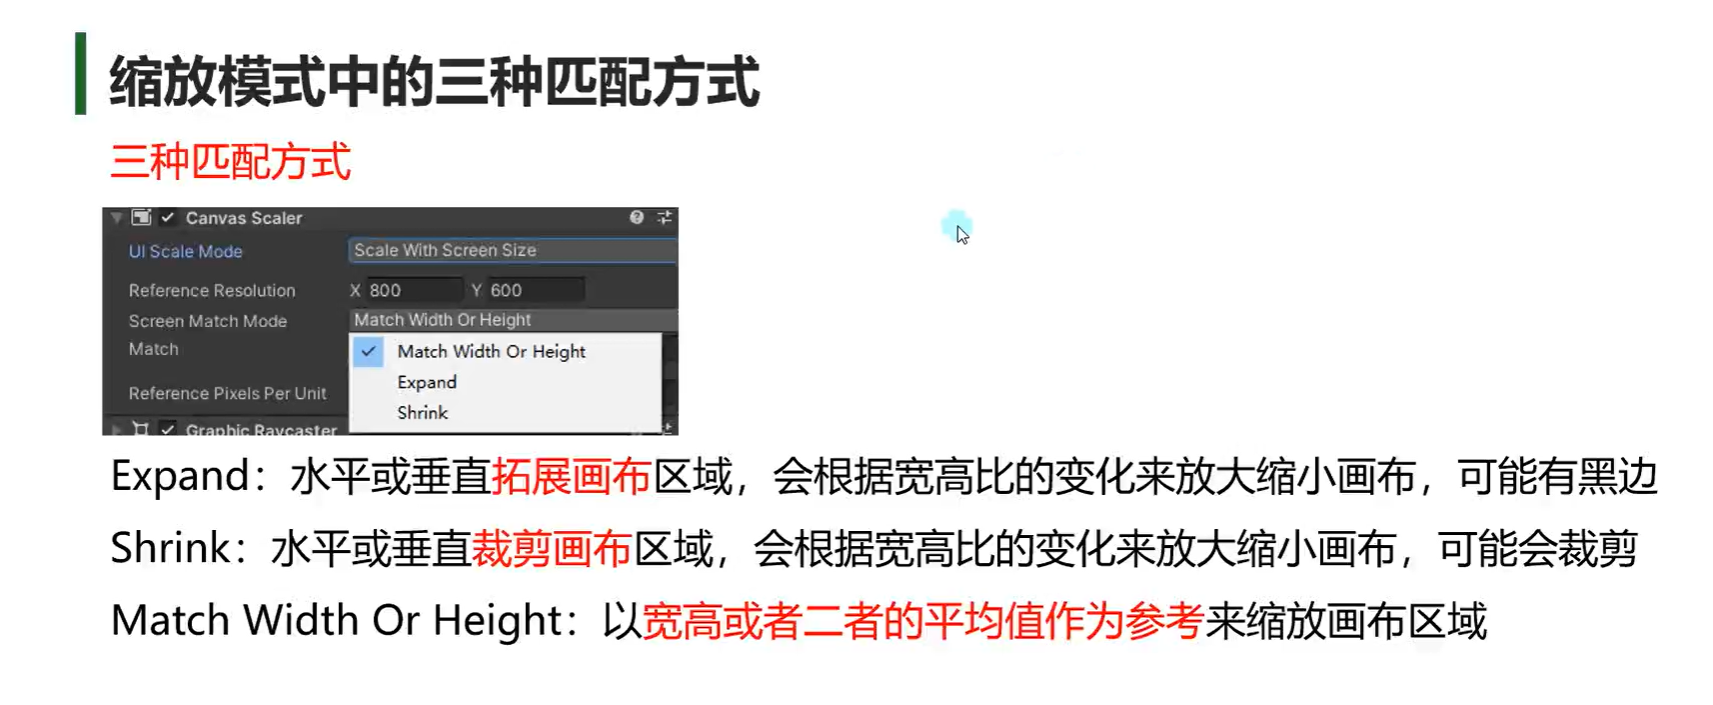 缩放模式中的三种匹配方式
三种匹配方式
Canvas Scaler
UI Scale Mode Scale With Screen Size
Reference Resolution X 800 Y 600
Screen Match Mode Match Width Or Height
Match
Match Width Or Height
Expand
Reference Pixels Per Unit
Shrink
Graphic Raycaster
Expand：水平或垂直拓展画布区域，会根据宽高比的变化来放大缩小画布，可能有黑边
Shrink：水平或垂直裁剪画布区域，会根据宽高比的变化来放大缩小画布，可能会裁剪
Match Width Or Height：以宽高或者二者的平均值作为参考来缩放画布区域